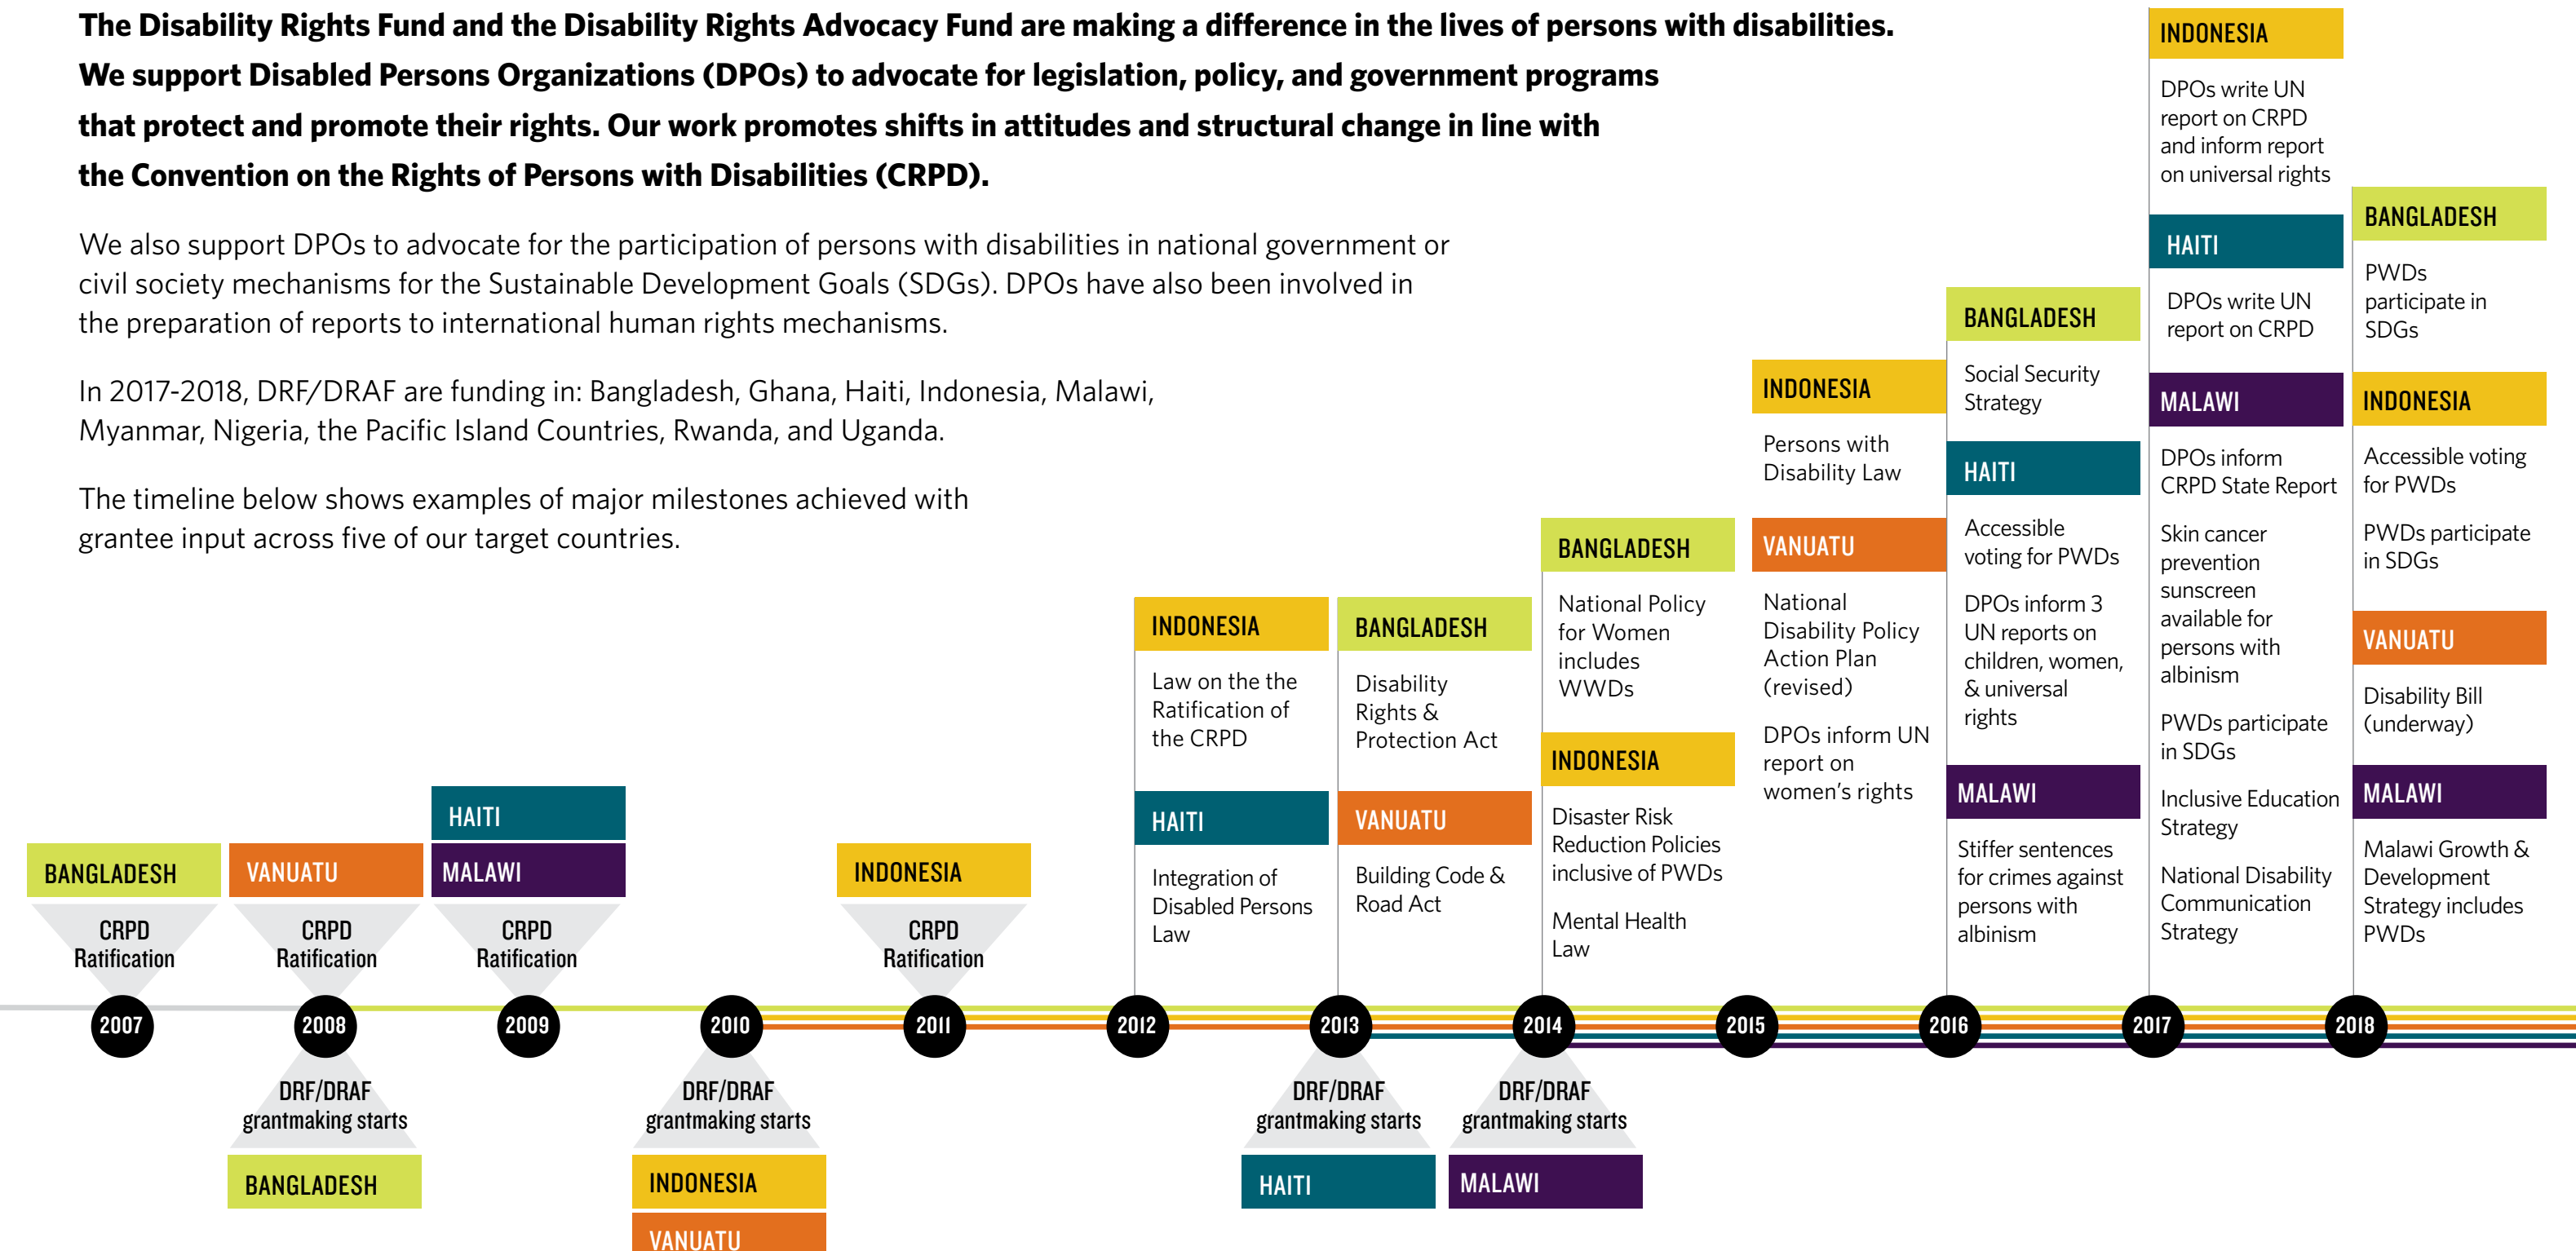 The Disability Rights Fund and the Disability Rights Advocacy Fund are making a difference in the lives of persons with disabilities.
We support Disabled Persons Organizations (DPOs) to advocate for legislation, policy, and government programs
that protect and promote their rights. Our work promotes shifts in attitudes and structural change in line with
the Convention on the Rights of Persons with Disabilities (CRPD).
We also support DPOs to advocate for the participation of persons with disabilities in national government or
civil society mechanisms for the Sustainable Development Goals (SDGs). DPOs have also been involved in
the preparation of reports to international human rights mechanisms.
In 2017-2018, DRF/DRAF are funding in: Bangladesh, Ghana, Haiti, Indonesia, Malawi,
Myanmar, Nigeria, the Pacific Island Countries, Rwanda, and Uganda.
The timeline below shows examples of major milestones achieved with
grantee input across five of our target countries.
BANGLADESH
CRPD
Ratification
2007
VANUATU
CRPD
Ratification
2008
DRF/DRAF
grantmaking starts
BANGLADESH
HAITI
MALAWI
CRPD
Ratification
2009
2010
DRF/DRAF
grantmaking starts
INDONESIA
VANUATU
INDONESIA
CRPD
Ratification
2011
INDONESIA
Law on the the
Ratification of
the CRPD
HAITI
Integration of
Disabled Persons
Law
2012
BANGLADESH
Disability
Rights &
Protection Act
VANUATU
Building Code &
Road Act
2013
DRF/DRAF
grantmaking starts
HAITI
BANGLADESH
National Policy
for Women
includes
WWDs
INDONESIA
Disaster Risk
Reduction Policies
inclusive of PWDs
Mental Health
Law
2014
DRF/DRAF
grantmaking starts
MALAWI
INDONESIA
Persons with
Disability Law
VANUATU
National
Disability Policy
Action Plan
(revised)
DPOs inform UN
report on
women's rights
2015
BANGLADESH
Social Security
Strategy
HAITI
Accessible
voting for PWDs
DPOs inform 3
UN reports on
children, women,
& universal
rights
MALAWI
Stiffer sentences
for crimes against
persons with
albinism
2016
INDONESIA
DPOs write UN
report on CRPD
and inform report
on universal rights
HAITI
DPOs write UN
report on CRPD
MALAWI
DPOs inform
CRPD State Report
Skin cancer
prevention
sunscreen
available for
persons with
albinism
PWDs participate
in SDGs
Inclusive Education
Strategy
National Disability
Communication
Strategy
2017
BANGLADESH
PWDs
participate in
SDGs
INDONESIA
Accessible voting
for PWDs
PWDs participate
in SDGs
VANUATU
Disability Bill
(underway)
MALAWI
Malawi Growth &
Development
Strategy includes
PWDs
2018